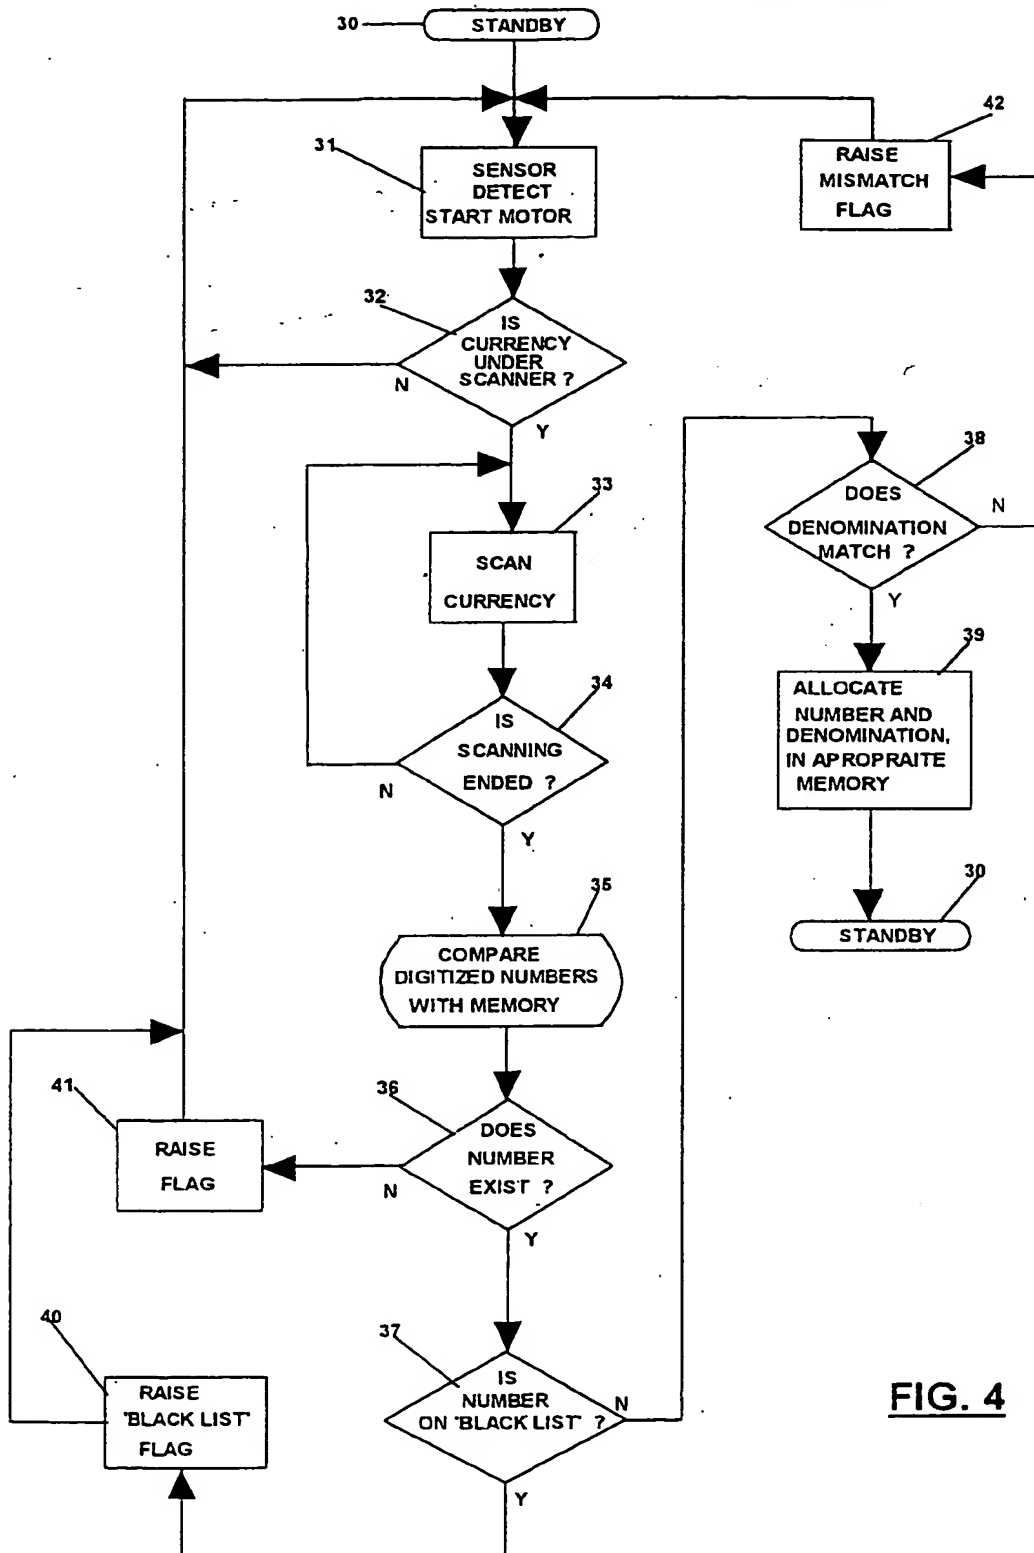 30
STANDBY
42
RAISE
MISMATCH
FLAG
31
SENSOR
DETECT
START MOTOR
32
IS
CURRENCY
UNDER
SCANNER ?
N
Y
38
DOES
DENOMINATION
MATCH ?
N
Y
33
SCAN
CURRENCY
39
ALLOCATE
NUMBER AND
DENOMINATION,
IN APROPRAITE
MEMORY
34
IS
SCANNING
ENDED ?
N
Y
30
STANDBY
35
COMPARE
DIGITIZED NUMBERS
WITH MEMORY
41
RAISE
FLAG
36
DOES
NUMBER
EXIST ?
N
Y
40
RAISE
'BLACK LIST'
FLAG
37
IS
NUMBER
ON 'BLACK LIST' ?
N
Y
FIG. 4